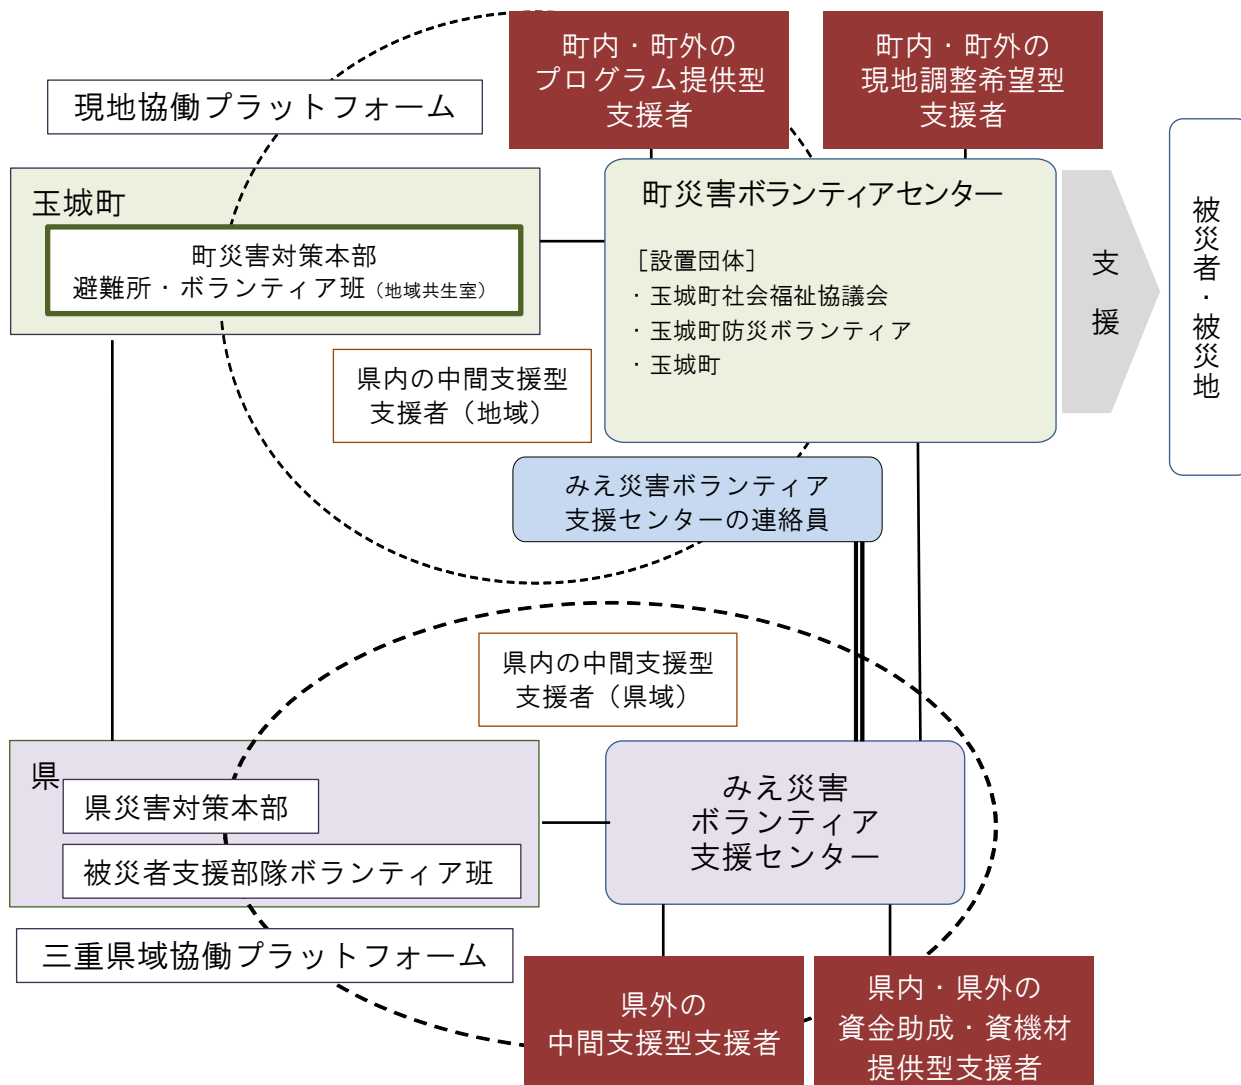 町内・町外の
プログラム提供型
支援者
町内・町外の
現地調整希望型
支援者
現地協働プラットフォーム
玉城町
町災害対策本部
避難所・ボランティア班（地域共生室）
町災害ボランティアセンター
［設置団体］
・玉城町社会福祉協議会
・玉城町防災ボランティア
・玉城町
支援
被災者・被災地
県内の中間支援型
支援者（地域）
みえ災害ボランティア
支援センターの連絡員
県内の中間支援型
支援者（県域）
県
県災害対策本部
被災者支援部隊ボランティア班
みえ災害
ボランティア
支援センター
三重県域協働プラットフォーム
県外の
中間支援型支援者
県内・県外の
資金助成・資機材
提供型支援者